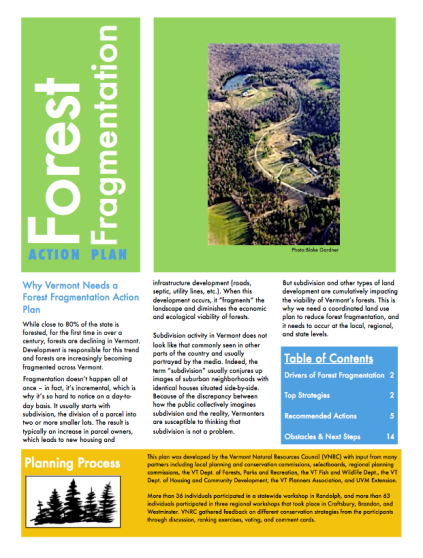 Forest
Fragmentation
ACTION PLAN
Photo:Blake Gardner
Why Vermont Needs a
Forest Fragmentation Action
Plan
While close to 80% of the state is
forested, for the first time in over a
century, forests are declining in Vermont.
Development is responsible for this trend
and forests are increasingly becoming
fragmented across Vermont.
Fragmentation doesn't happen all at
once – in fact, it's incremental, which is
why it's so hard to notice on a day-to-
day basis. It usually starts with
subdivision, the division of a parcel into
two or more smaller lots. The result is
typically an increase in parcel owners,
which leads to new housing and
infrastructure development (roads,
septic, utility lines, etc.). When this
development occurs, it "fragments" the
landscape and diminishes the economic
and ecological viability of forests.
Subdivision activity in Vermont does not
look like that commonly seen in other
parts of the country and usually
portrayed by the media. Indeed, the
term "subdivision" usually conjures up
images of suburban neighborhoods with
identical houses situated side-by-side.
Because of the discrepancy between
how the public collectively imagines
subdivision and the reality, Vermonters
are susceptible to thinking that
subdivision is not a problem.
But subdivision and other types of land
development are cumulatively impacting
the viability of Vermont's forests. This is
why we need a coordinated land use
plan to reduce forest fragmentation, and
it needs to occur at the local, regional,
and state levels.
Table of Contents
Drivers of Forest Fragmentation 2
Top Strategies 2
Recommended Actions 5
Obstacles & Next Steps 14
Planning Process
This plan was developed by the Vermont Natural Resources Council (VNRC) with input from many
partners including local planning and conservation commissions, selectboards, regional planning
commissions, the VT Dept. of Forests, Parks and Recreation, the VT Fish and Wildlife Dept., the VT
Dept. of Housing and Community Development, the VT Planners Association, and UVM Extension.
More than 36 individuals participated in a statewide workshop in Randolph, and more than 63
individuals participated in three regional workshops that took place in Craftsbury, Brandon, and
Westminster. VNRC gathered feedback on different conservation strategies from the participants
through discussion, ranking exercises, voting, and comment cards.